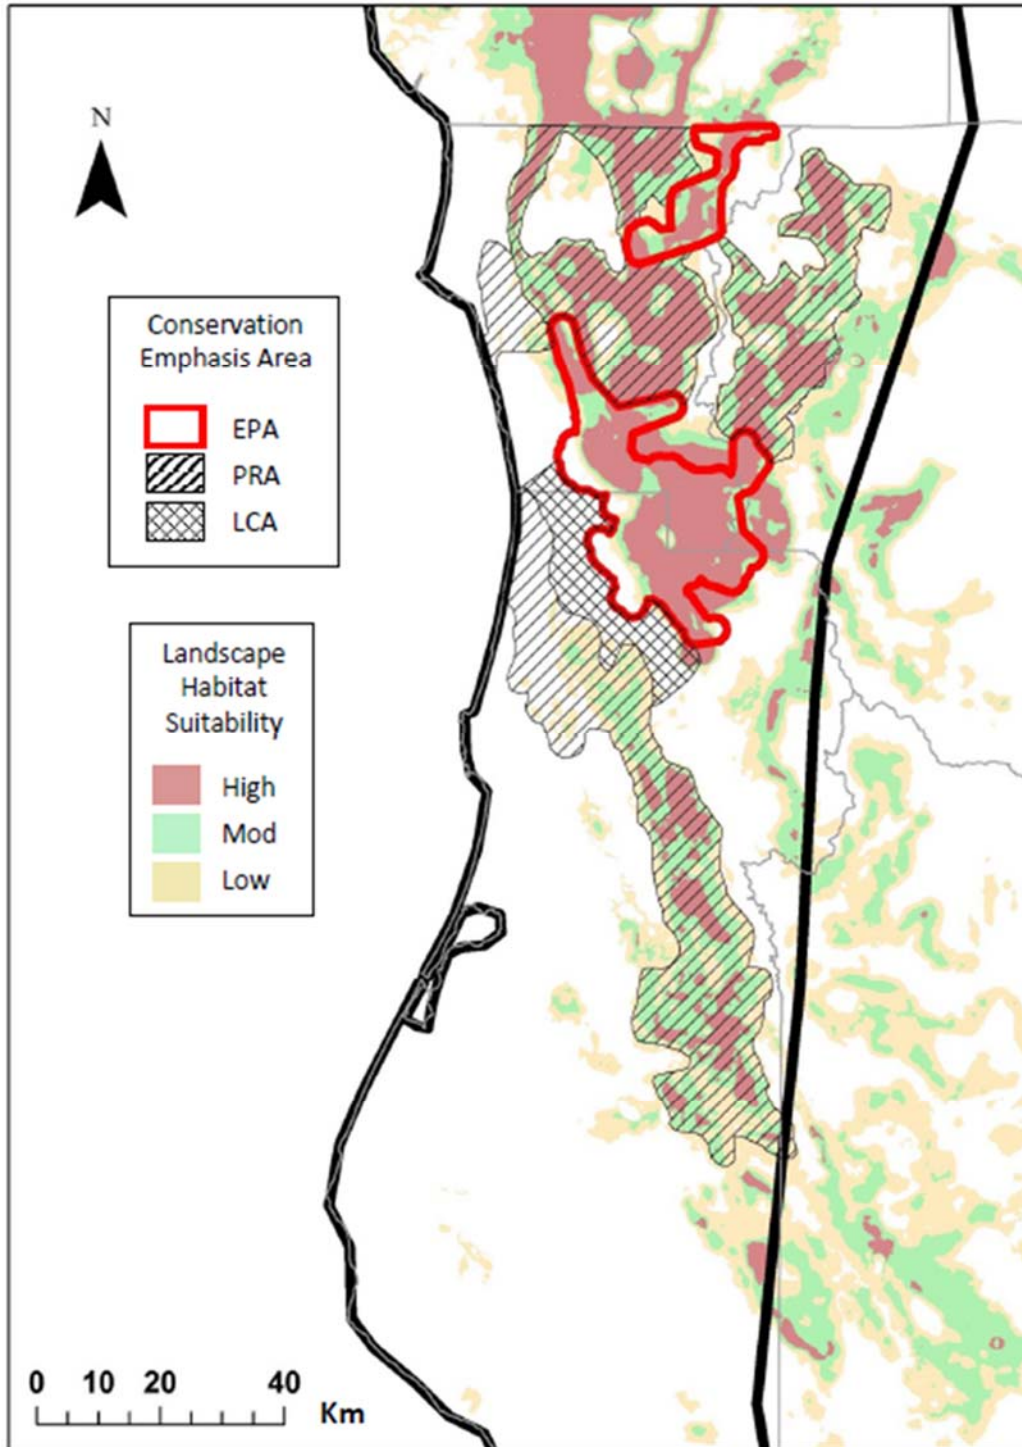 N
Conservation
Emphasis Area
EPA
PRA
LCA
Landscape
Habitat
Suitability
High
Mod
Low
0 10 20 40
Km